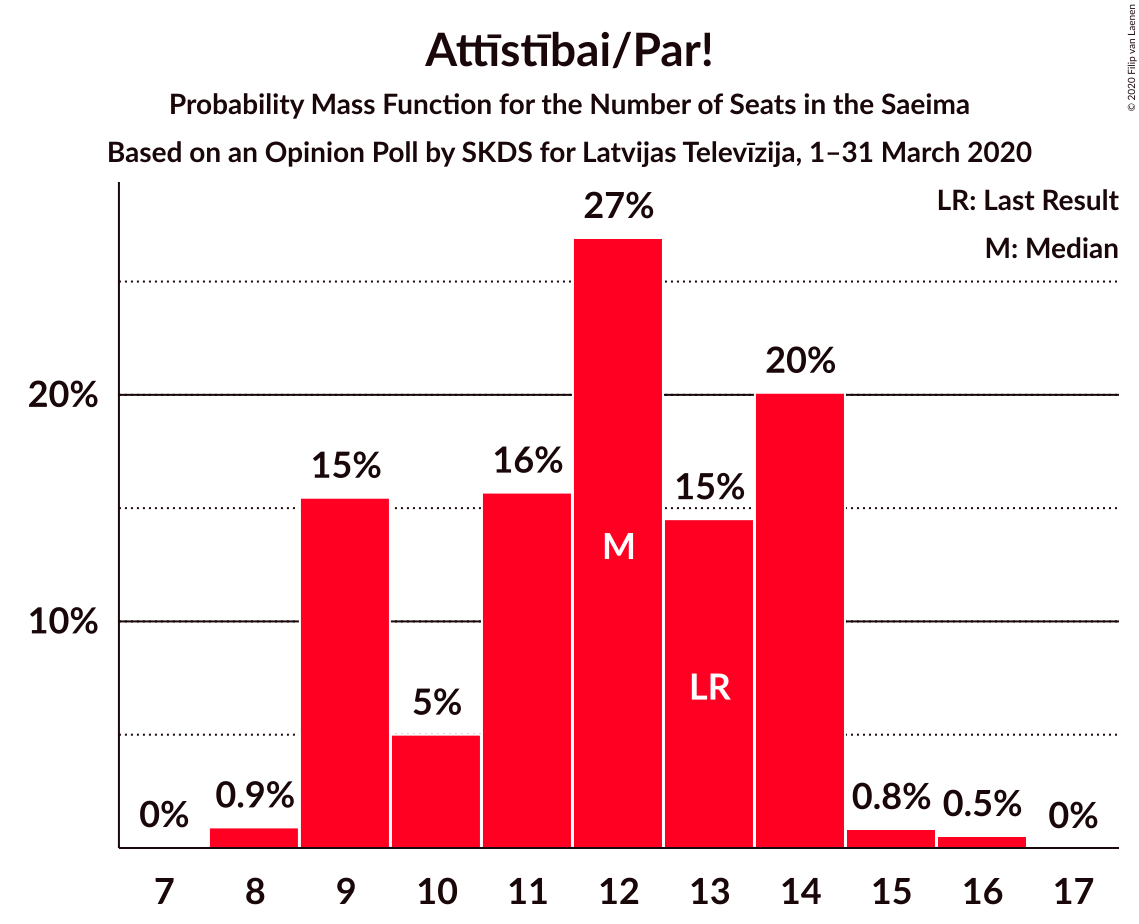 Attīstībai/Par!
Probability Mass Function for the Number of Seats in the Saeima
Based on an Opinion Poll by SKDS for Latvijas Televīzija, 1–31 March 2020
© 2020 Filip van Laenen
LR: Last Result
M: Median
20%
10%
0%
0.9%
15%
5%
16%
27%
15%
20%
0.8%
0.5%
0%
M
LR
7 8 9 10 11 12 13 14 15 16 17